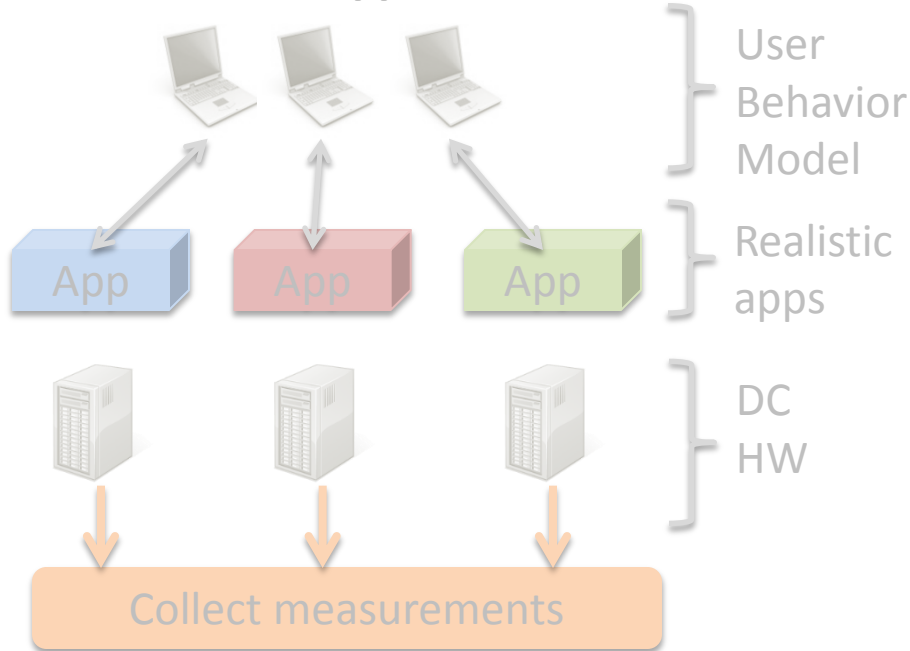 User
Behavior
Model
App
App
App
Realistic
apps
DC
HW
Collect measurements